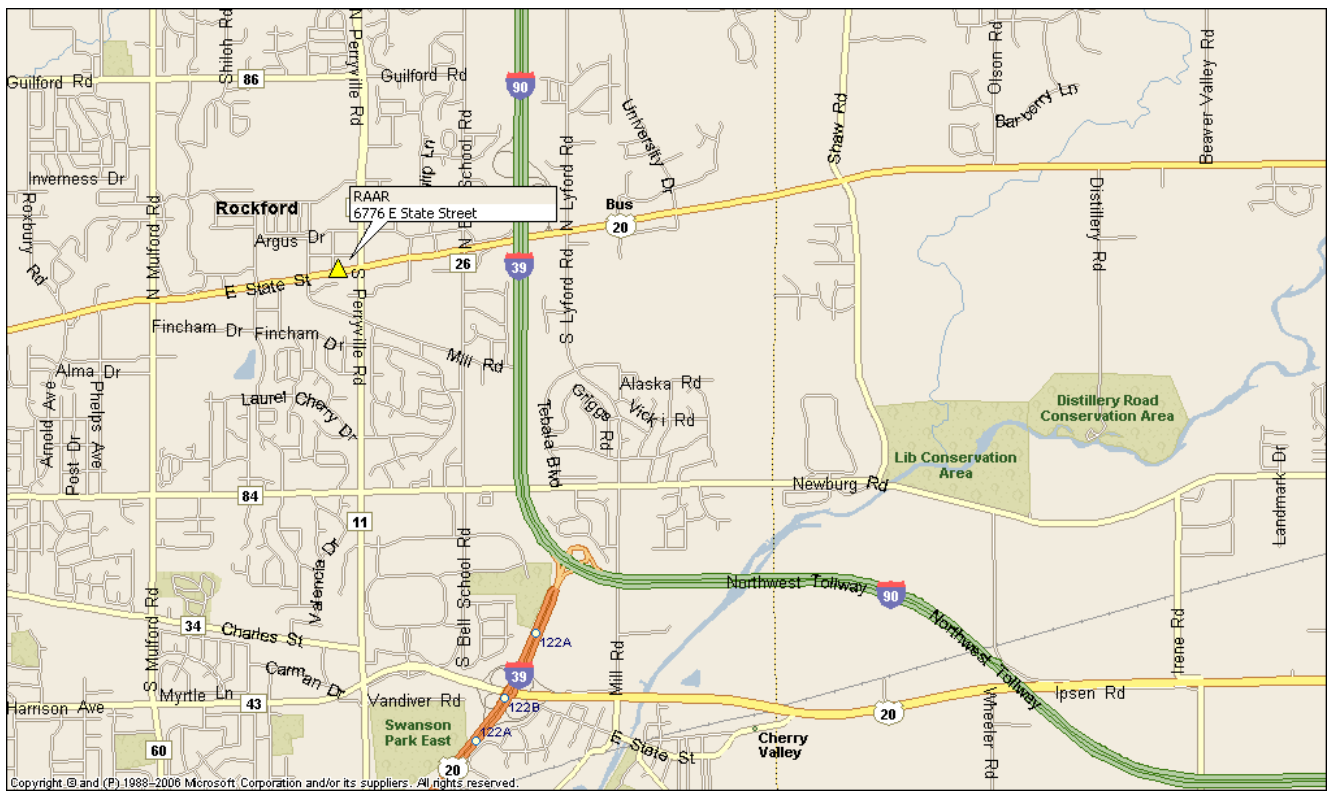 Guilford Rd
86
Shiloh Rd
N Perryville Rd
Guilford Rd
90
N Lyford Rd
University Dr
Shaw Rd
Olson Rd
Barberry Ln
Beaver Valley Rd
Inverness Dr
Roxbury Rd
N Mulford Rd
Rockford
RAAR
6776 E State Street
Argus Dr
E State St
26
39
Bus
20
Distillery Rd
Fincham Dr
Fincham Dr
S Perryville Rd
Mill Rd
S Lyford Rd
Alma Dr
Arnold Ave
Post Dr
Phelps Ave
Laurel Cherry Dr
Tebala Blvd
Griggs Rd
Alaska Rd
Vicki Rd
Distillery Road
Conservation Area
Lib Conservation
Area
Landmark Dr
84
Newburg Rd
11
Valencia Dr
S Bell School Rd
Northwest Tollway
90
Northwest Tollway
Irene Rd
34
Charles St
122A
S Mulford Rd
Carman Dr
Myrtle Ln
43
Harrison Ave
Vandiver Rd
39
122B
Mill Rd
20
Wheeler Rd
Ipsen Rd
60
Swanson
Park East
122A
20
E State St
Cherry
Valley
Copyright © and (P) 1988–2006 Microsoft Corporation and/or its suppliers. All rights reserved.